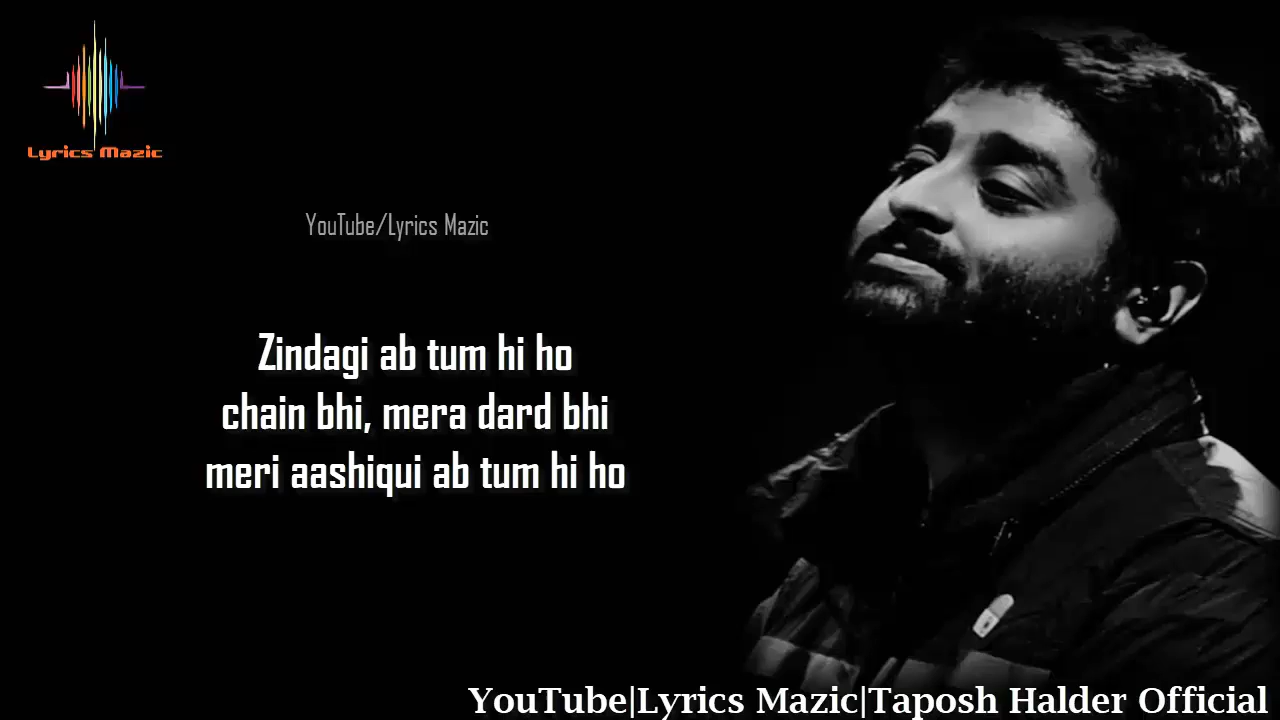 Lyrics Mazic
YouTube/Lyrics Mazic
Zindagi ab tum hi ho
chain bhi, mera dard bhi
meri aashiqui ab tum hi ho
YouTube|Lyrics Mazic|Taposh Halder Official